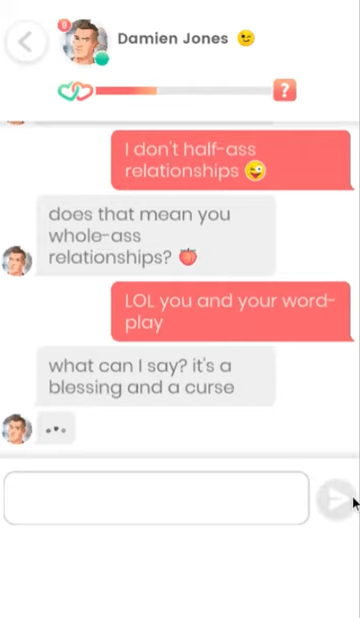 9
Damien Jones 😉
?
I don't half-ass
relationships 😜
does that mean you
whole-ass
relationships? 🍑
LOL you and your word-
play
what can I say? it's a
blessing and a curse